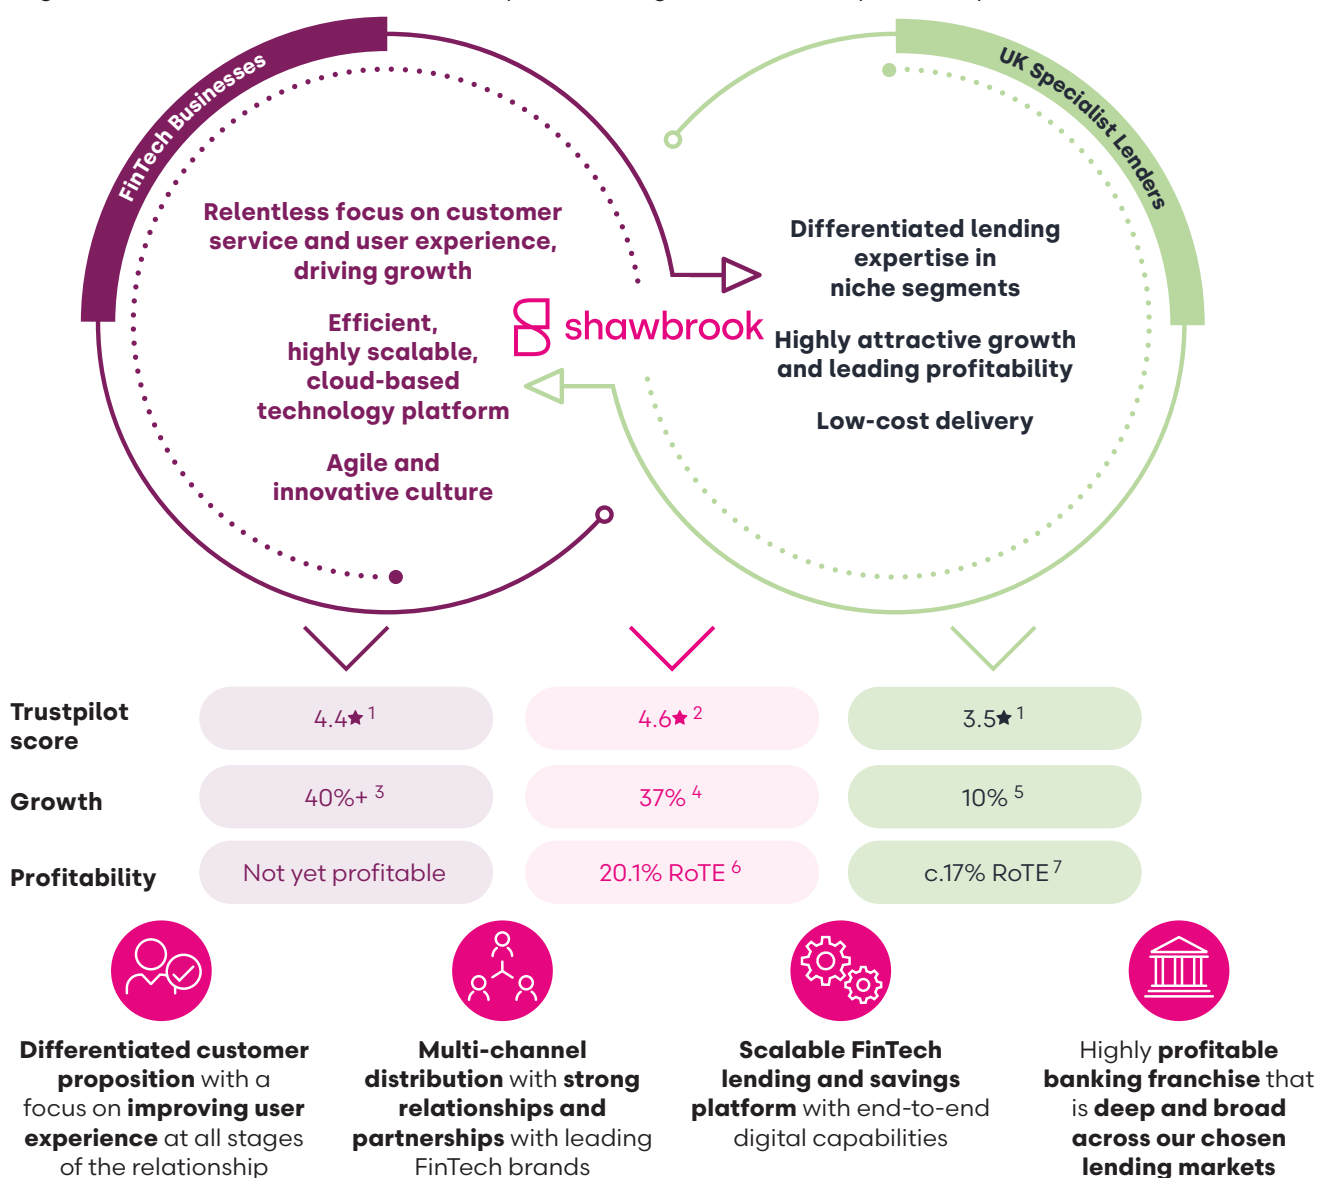 FinTech Businesses
UK Specialist Lenders
Relentless focus on customer
service and user experience,
driving growth
Efficient,
highly scalable,
cloud-based
technology platform
Agile and
innovative culture
shawbrook
Differentiated lending
expertise in
niche segments
Highly attractive growth
and leading profitability
Low-cost delivery
Trustpilot
score
4.4★ 1
4.6★ 2
3.5★ 1
Growth
40%+ 3
37% 4
10% 5
Profitability
Not yet profitable
20.1% RoTE 6
c.17% RoTE 7
Differentiated customer
proposition with a
focus on improving user
experience at all stages
of the relationship
Multi-channel
distribution with strong
relationships and
partnerships with leading
FinTech brands
Scalable FinTech
lending and savings
platform with end-to-end
digital capabilities
Highly profitable
banking franchise that
is deep and broad
across our chosen
lending markets